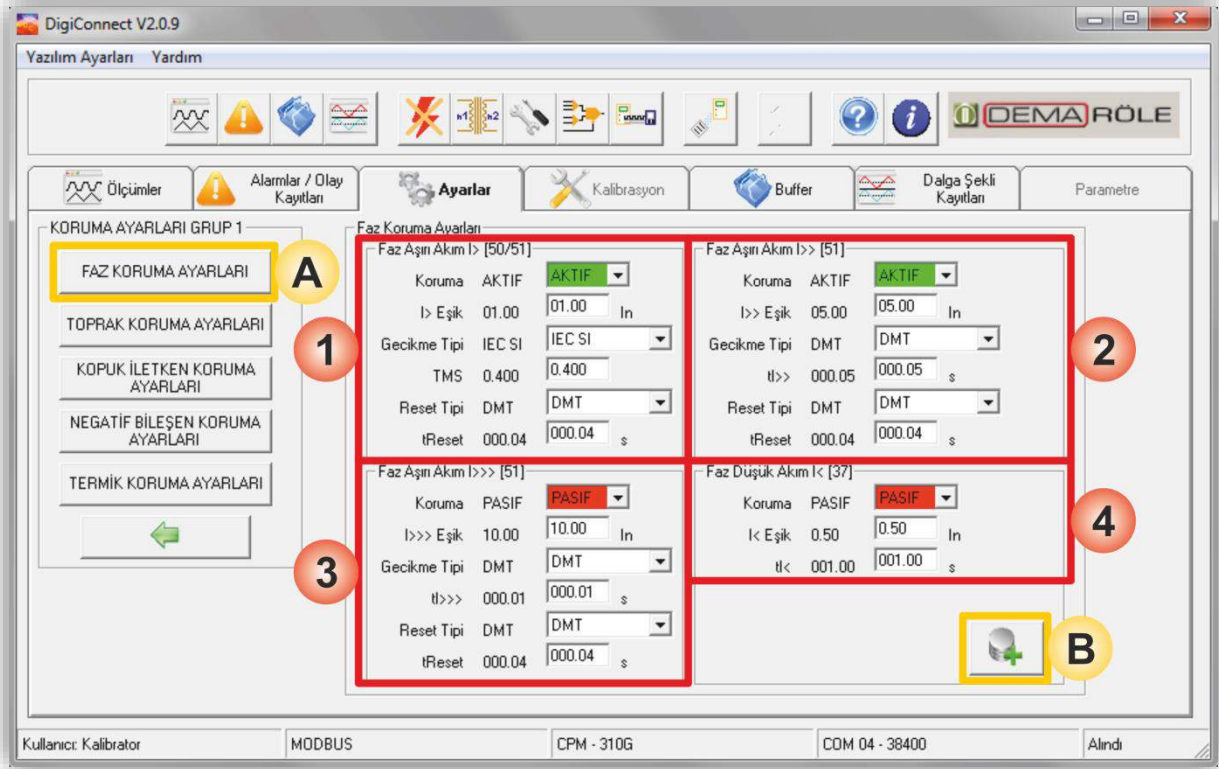 DigiConnect V2.0.9
Yazılım Ayarları Yardım
h1 h2
DEMA RÖLE
Ölçümler
Alarmlar / Olay
Kayıtları
Ayarlar
Kalibrasyon
Buffer
Dalga Şekli
Kayıtları
Parametre
KORUMA AYARLARI GRUP 1
FAZ KORUMA AYARLARI
A
TOPRAK KORUMA AYARLARI
KOPUK İLETKEN KORUMA
AYARLARI
NEGATİF BİLEŞEN KORUMA
AYARLARI
TERMİK KORUMA AYARLARI
Faz Koruma Ayarları
1
Faz Aşırı Akım I> [50/51]
Koruma AKTIF AKTIF
I> Eşik 01.00 01.00 In
Gecikme Tipi IEC SI IEC SI
TMS 0.400 0.400
Reset Tipi DMT DMT
tReset 000.04 000.04 s
2
Faz Aşırı Akım I>> [51]
Koruma AKTIF AKTIF
I>> Eşik 05.00 05.00 In
Gecikme Tipi DMT DMT
tI>> 000.05 000.05 s
Reset Tipi DMT DMT
tReset 000.04 000.04 s
3
Faz Aşırı Akım I>>> [51]
Koruma PASIF PASIF
I>>> Eşik 10.00 10.00 In
Gecikme Tipi DMT DMT
tI>>> 000.01 000.01 s
Reset Tipi DMT DMT
tReset 000.04 000.04 s
4
Faz Düşük Akım I< [37]
Koruma PASIF PASIF
I< Eşik 0.50 0.50 In
tI< 001.00 001.00 s
B
Kullanıcı: Kalibrator
MODBUS
CPM - 310G
COM 04 - 38400
Alındı